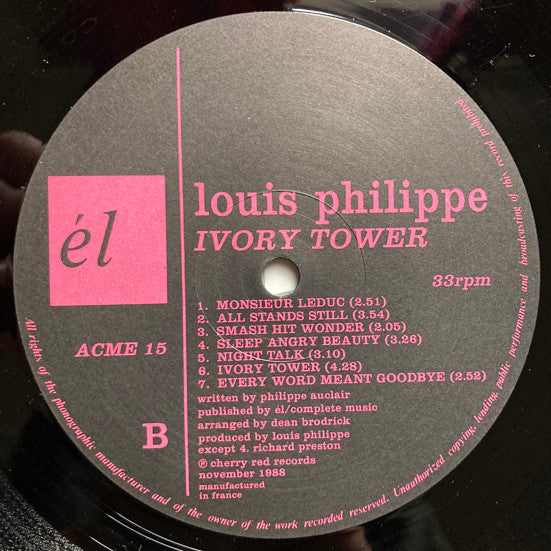 louis philippe
IVORY TOWER
él
33rpm
ACME 15
B
1. MONSIEUR LEDUC (2.51)
2. ALL STANDS STILL (3.54)
3. SMASH HIT WONDER (2.05)
4. SLEEP ANGRY BEAUTY (3.26)
5. NIGHT TALK (3.10)
6. IVORY TOWER (4.28)
7. EVERY WORD MEANT GOODBYE (2.52)
written by philippe auclair
published by él/complete music
arranged by dean brodrick
produced by louis philippe
except 4. richard preston
℗ cherry red records
november 1988
manufactured
in france
All rights of the phonographic manufacturer and of the owner of the work recorded reserved. Unauthorized copying, lending, public performance and broadcasting of this record prohibited